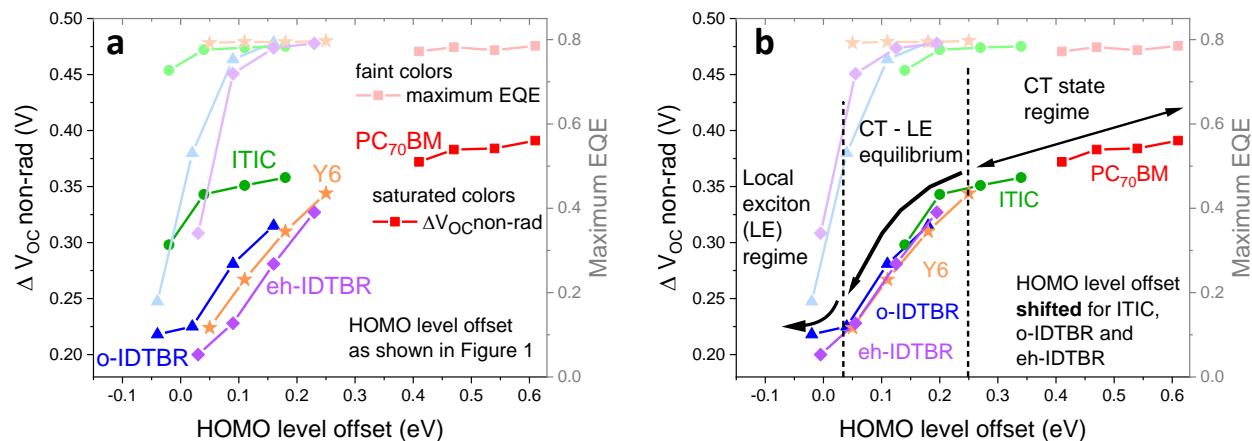 a
faint colors
maximum EQE
PC70BM
ITIC
Y6
saturated colors
ΔVOC non-rad
eh-IDTBR
o-IDTBR
HOMO level offset
as shown in Figure 1
0.50
0.45
0.40
0.35
0.30
0.25
0.20
Δ VOC non-rad (V)
0.8
0.6
0.4
0.2
0.0
Maximum EQE
-0.1 0.0 0.1 0.2 0.3 0.4 0.5 0.6
HOMO level offset (eV)
b
CT state
regime
CT - LE
equilibrium
PC70BM
Local
exciton
(LE)
regime
ITIC
Y6
o-IDTBR
eh-IDTBR
HOMO level offset
shifted for ITIC,
o-IDTBR and
eh-IDTBR
0.50
0.45
0.40
0.35
0.30
0.25
0.20
Δ VOC non-rad (V)
0.8
0.6
0.4
0.2
0.0
Maximum EQE
-0.1 0.0 0.1 0.2 0.3 0.4 0.5 0.6
HOMO level offset (eV)